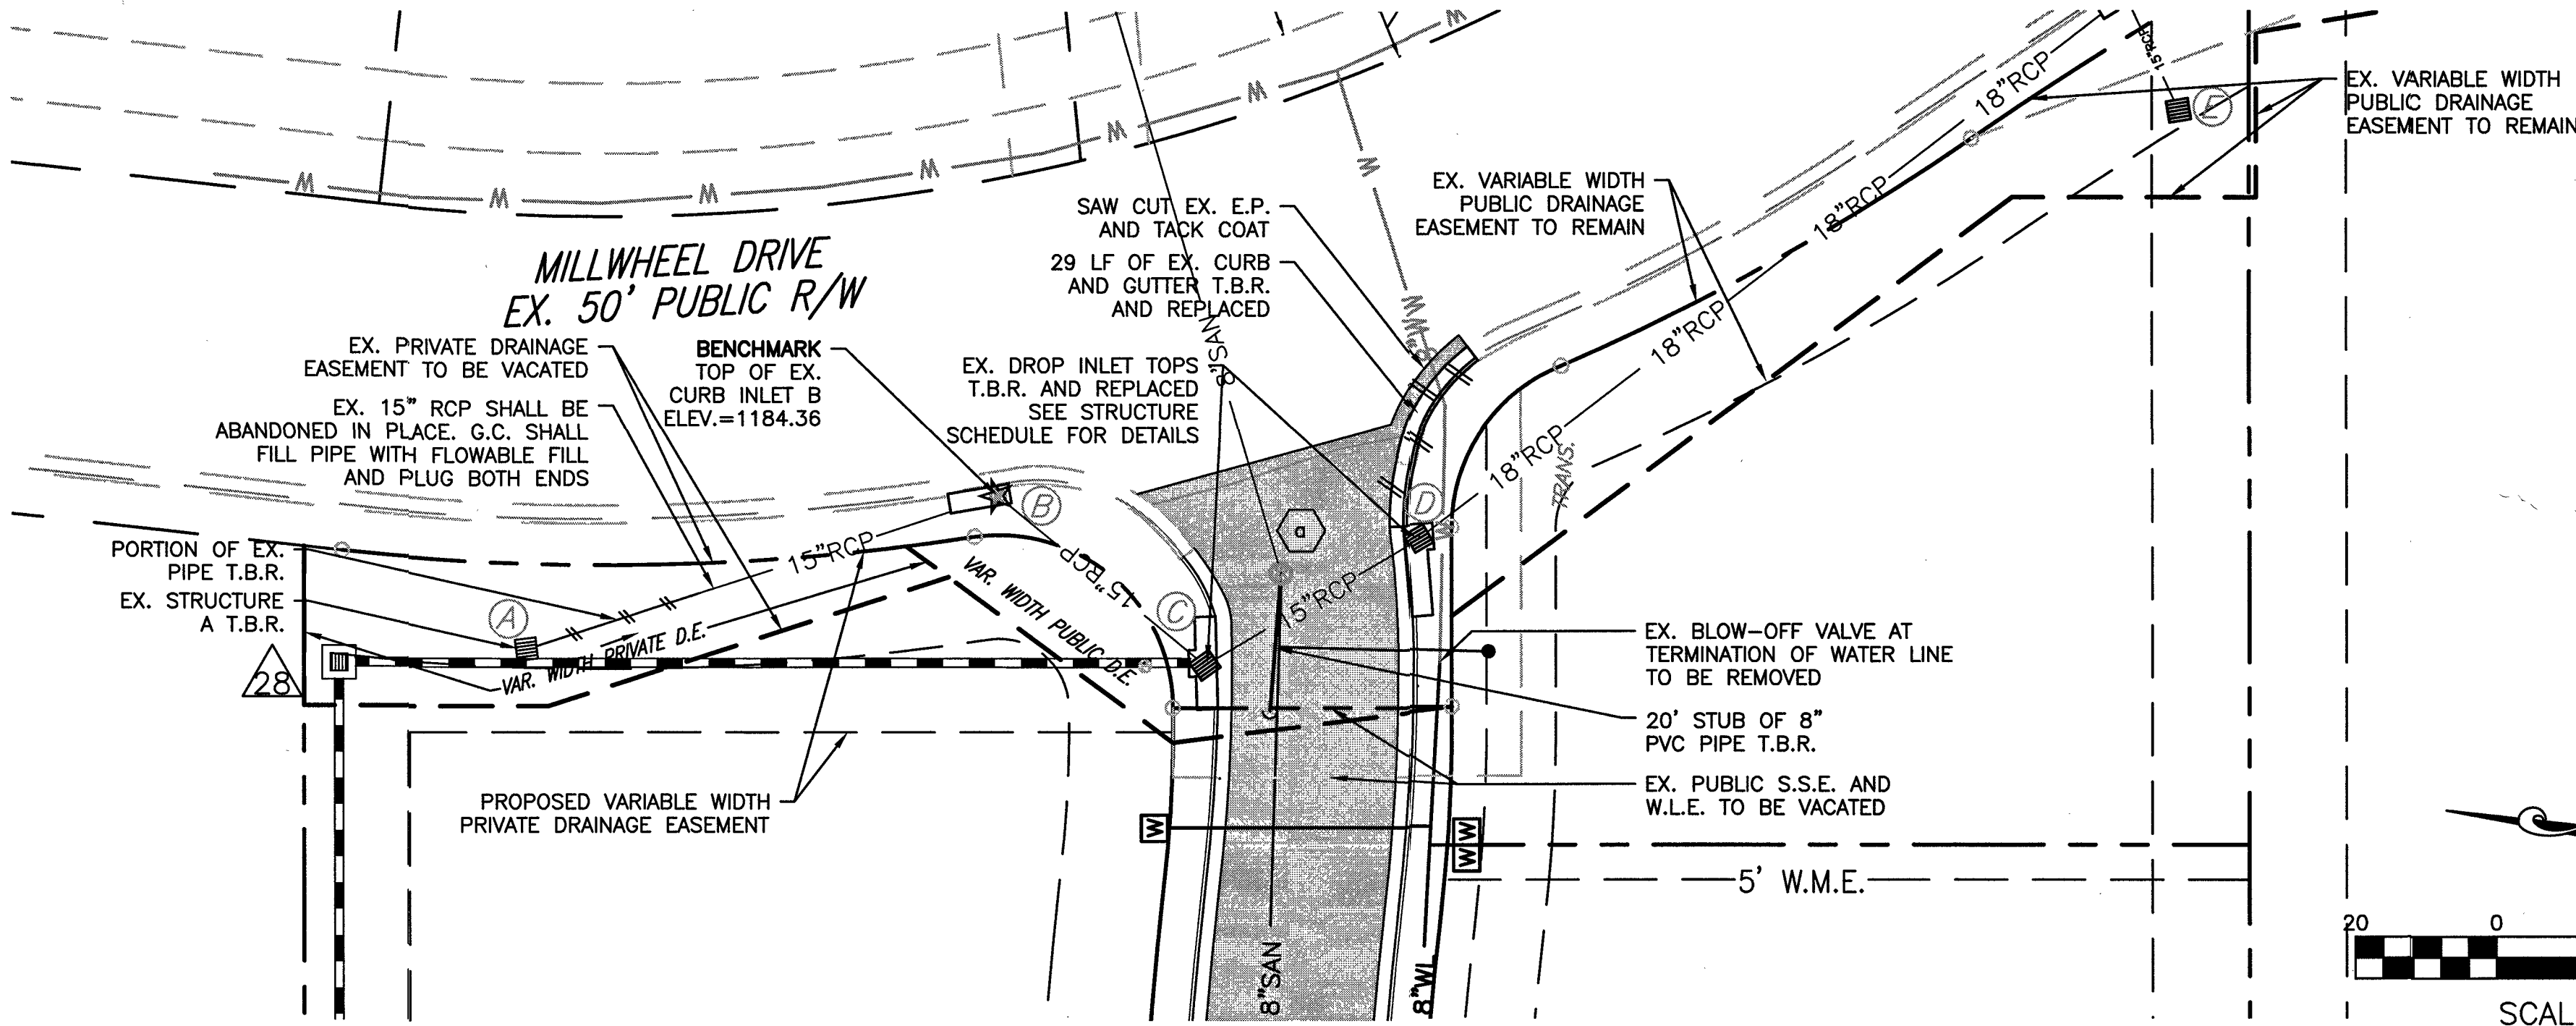 MILLWHEEL DRIVE
EX. 50' PUBLIC R/W
EX. PRIVATE DRAINAGE
EASEMENT TO BE VACATED
EX. 15" RCP SHALL BE
ABANDONED IN PLACE. G.C. SHALL
FILL PIPE WITH FLOWABLE FILL
AND PLUG BOTH ENDS
BENCHMARK
TOP OF EX.
CURB INLET B
ELEV.=1184.36
SAW CUT EX. E.P.
AND TACK COAT
29 LF OF EX. CURB
AND GUTTER T.B.R.
AND REPLACED
EX. DROP INLET TOPS
T.B.R. AND REPLACED
SEE STRUCTURE
SCHEDULE FOR DETAILS
EX. VARIABLE WIDTH
PUBLIC DRAINAGE
EASEMENT TO REMAIN
EX. VARIABLE WIDTH
PUBLIC DRAINAGE
EASEMENT TO REMAIN
PORTION OF EX.
PIPE T.B.R.
EX. STRUCTURE
A T.B.R.
28
A
B
C
D
E
a
W
W
W
W
W
W
W
W
15"RCP
15"RCP
15"RCP
15"RCP
18"RCP
18"RCP
18"RCP
18"RCP
8"SAN
TRANS.
VAR. WIDTH PRIVATE D.E.
VAR. WIDTH PUBLIC D.E.
PROPOSED VARIABLE WIDTH
PRIVATE DRAINAGE EASEMENT
EX. BLOW-OFF VALVE AT
TERMINATION OF WATER LINE
TO BE REMOVED
20' STUB OF 8"
PVC PIPE T.B.R.
EX. PUBLIC S.S.E. AND
W.L.E. TO BE VACATED
W
W W
5' W.M.E.
8"SAN
8"WL
20 0
SCAL